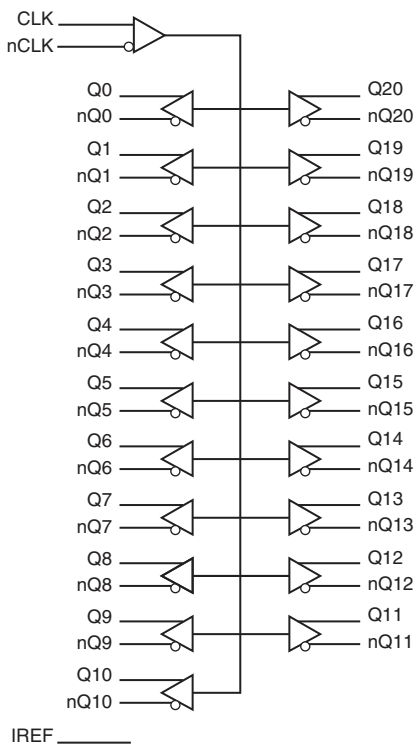 CLK
nCLK
Q0 Q20
nQ0 nQ20
Q1 Q19
nQ1 nQ19
Q2 Q18
nQ2 nQ18
Q3 Q17
nQ3 nQ17
Q4 Q16
nQ4 nQ16
Q5 Q15
nQ5 nQ15
Q6 Q14
nQ6 nQ14
Q7 Q13
nQ7 nQ13
Q8 Q12
nQ8 nQ12
Q9 Q11
nQ9 nQ11
Q10
nQ10
IREF